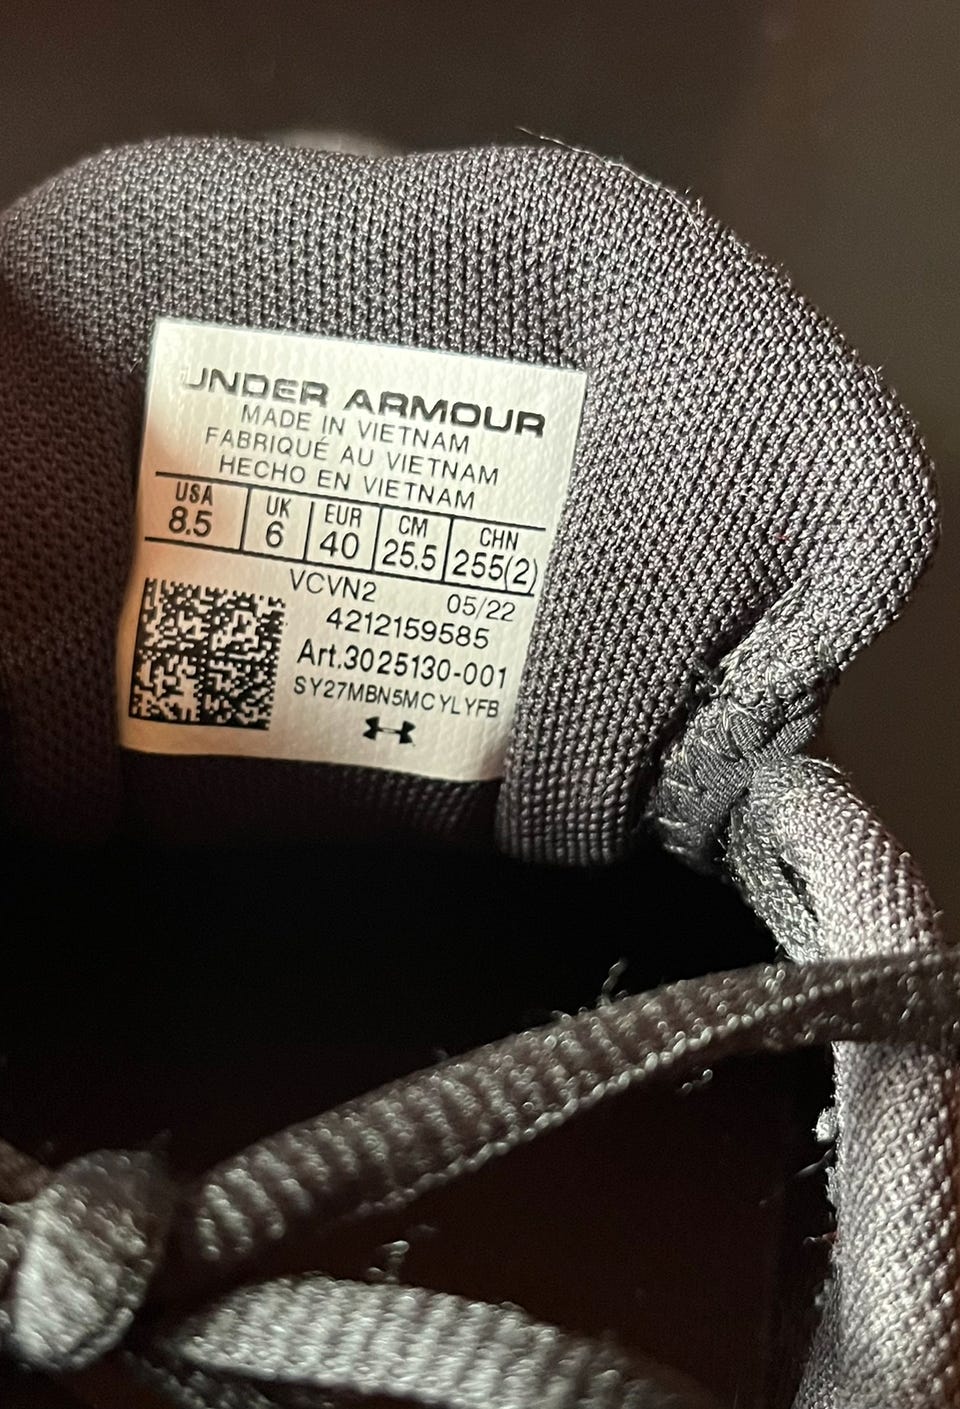 UNDER ARMOUR
MADE IN VIETNAM
FABRIQUÉ AU VIETNAM
HECHO EN VIETNAM
USA UK EUR CM CHN
8.5 6 40 25.5 255(2)
VCVN2 05/22
4212159585
Art.3025130-001
SY27MBN5MCYLYFB